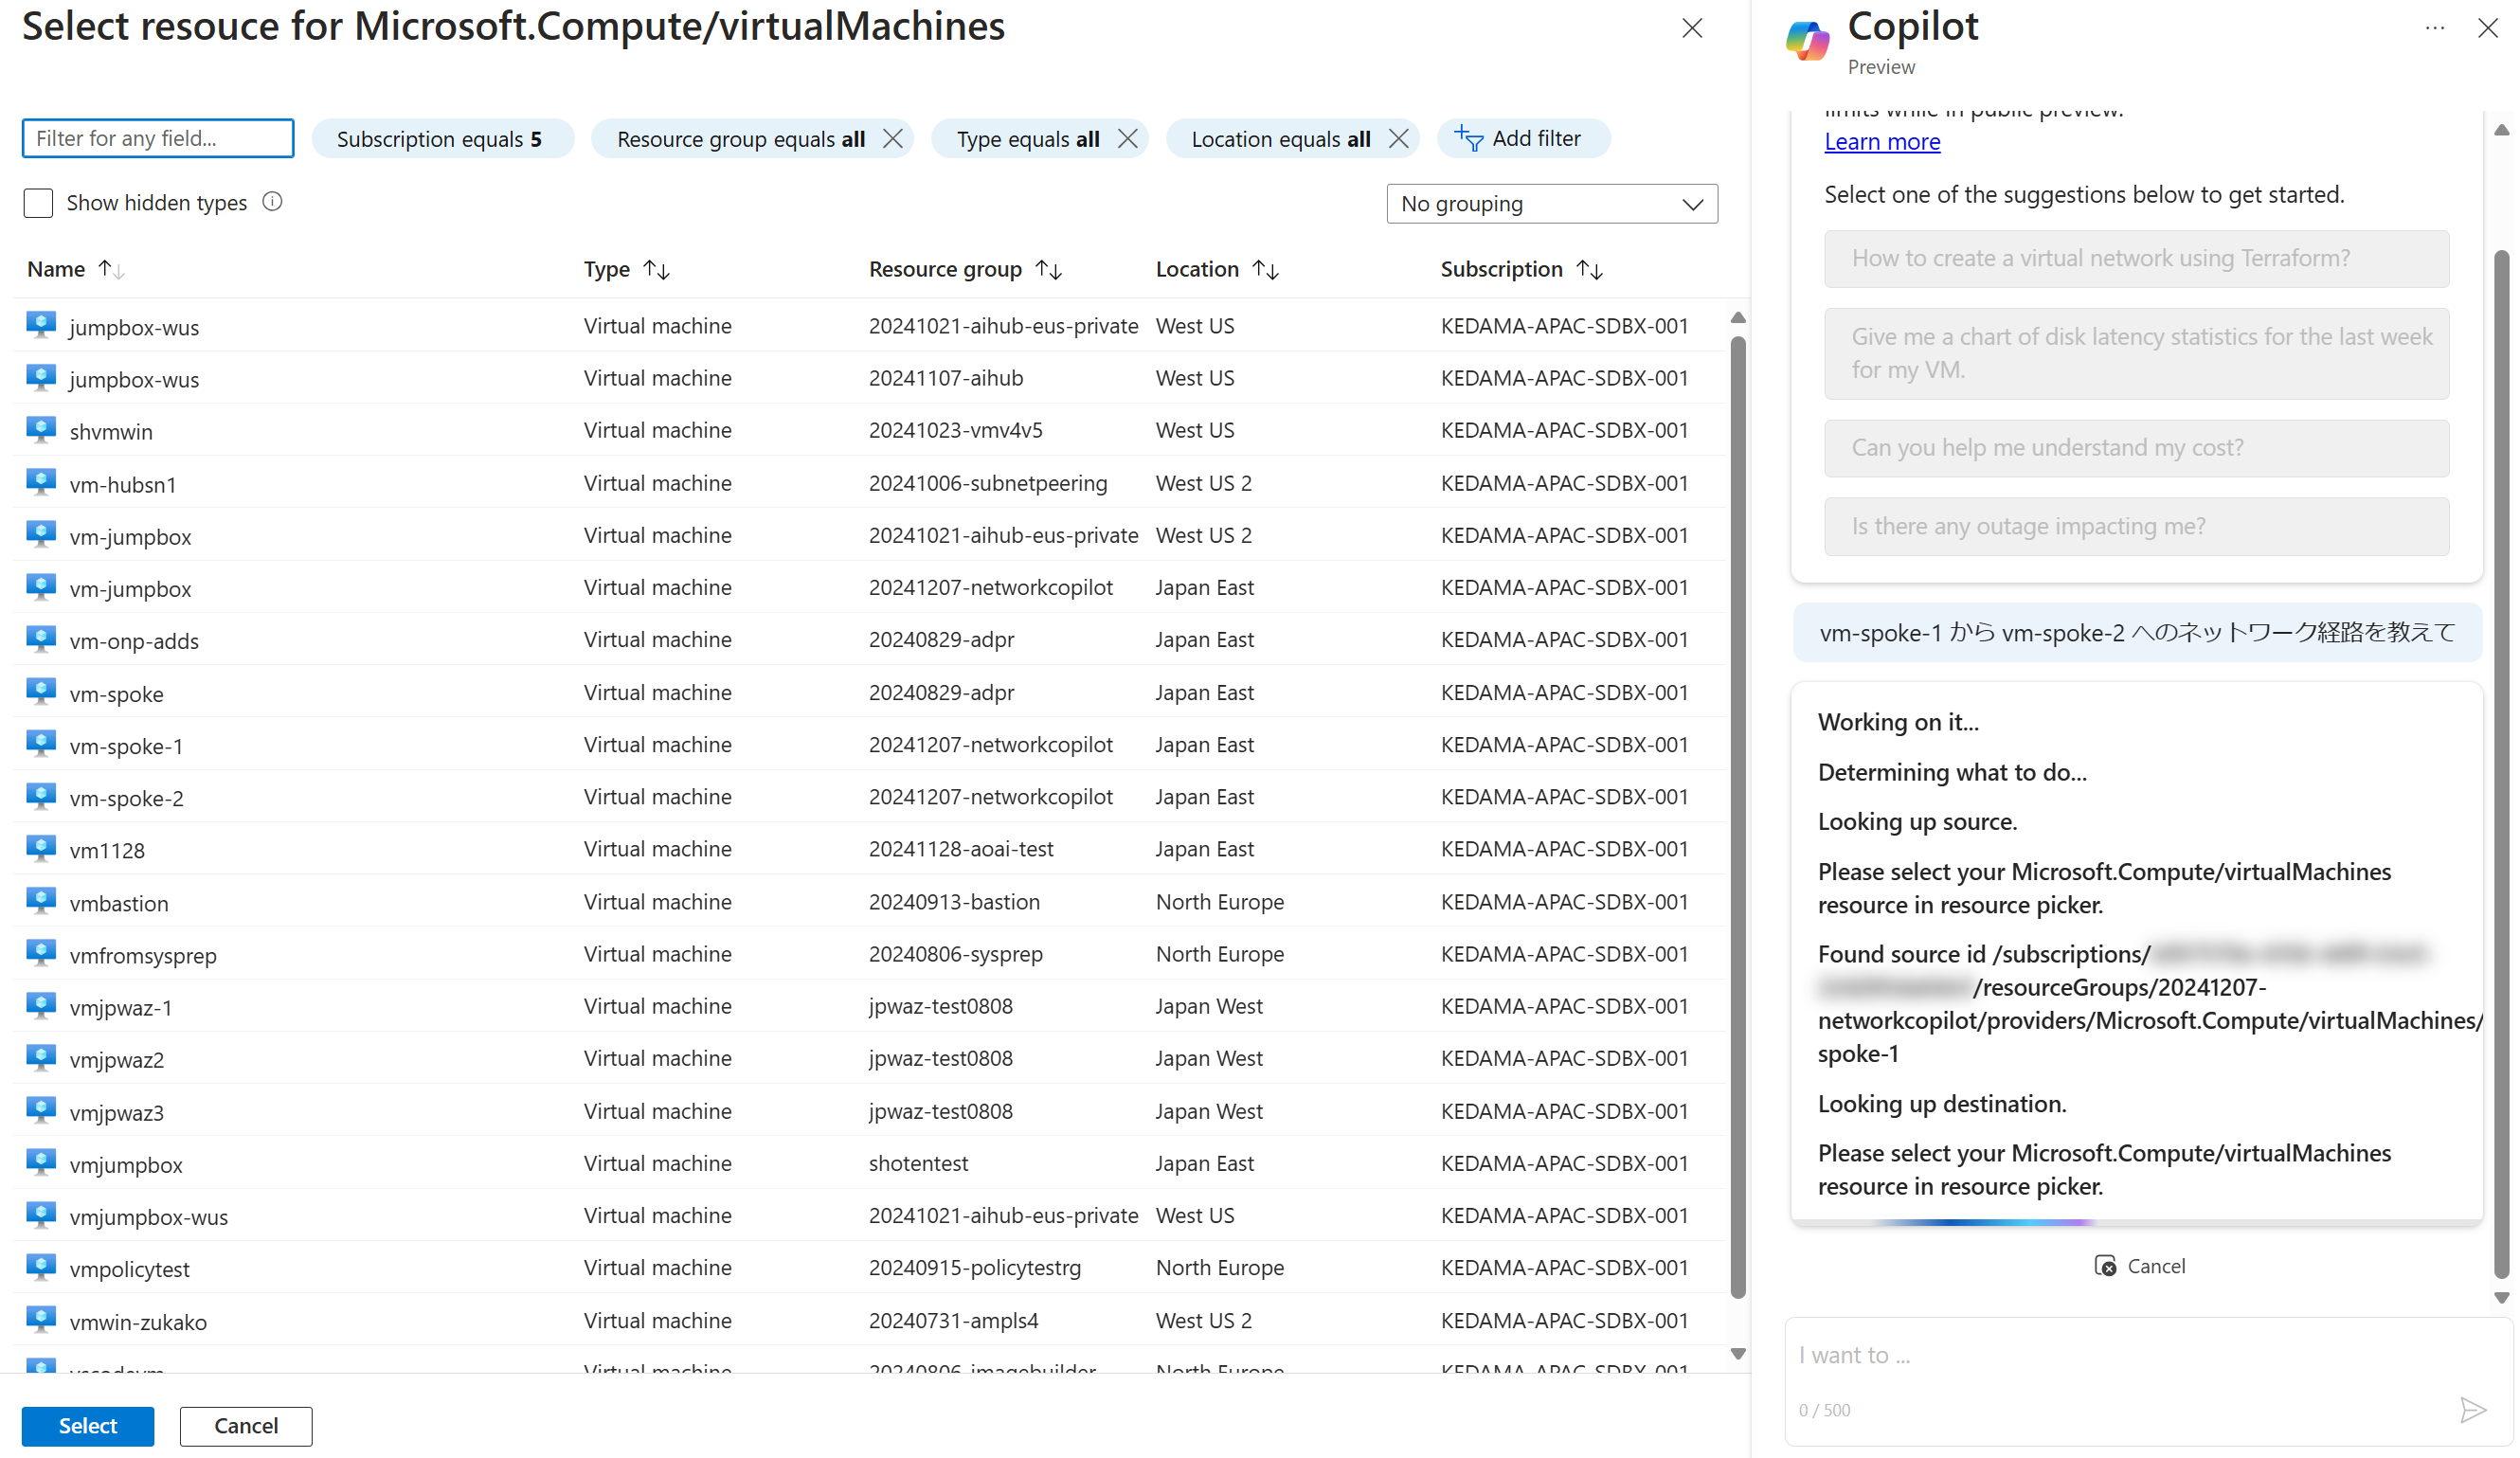 Select resouce for Microsoft.Compute/virtualMachines
Filter for any field...
Subscription equals 5
Resource group equals all
Type equals all
Location equals all
Add filter
Show hidden types
No grouping
Name Type Resource group Location Subscription
jumpbox-wus Virtual machine 20241021-aihub-eus-private West US KEDAMA-APAC-SDBX-001
jumpbox-wus Virtual machine 20241107-aihub West US KEDAMA-APAC-SDBX-001
shvmwin Virtual machine 20241023-vmv4v5 West US KEDAMA-APAC-SDBX-001
vm-hubsn1 Virtual machine 20241006-subnetpeering West US 2 KEDAMA-APAC-SDBX-001
vm-jumpbox Virtual machine 20241021-aihub-eus-private West US 2 KEDAMA-APAC-SDBX-001
vm-jumpbox Virtual machine 20241207-networkcopilot Japan East KEDAMA-APAC-SDBX-001
vm-onp-adds Virtual machine 20240829-adpr Japan East KEDAMA-APAC-SDBX-001
vm-spoke Virtual machine 20240829-adpr Japan East KEDAMA-APAC-SDBX-001
vm-spoke-1 Virtual machine 20241207-networkcopilot Japan East KEDAMA-APAC-SDBX-001
vm-spoke-2 Virtual machine 20241207-networkcopilot Japan East KEDAMA-APAC-SDBX-001
vm1128 Virtual machine 20241128-aoai-test Japan East KEDAMA-APAC-SDBX-001
vmbastion Virtual machine 20240913-bastion North Europe KEDAMA-APAC-SDBX-001
vmfromsysprep Virtual machine 20240806-sysprep North Europe KEDAMA-APAC-SDBX-001
vmjpwaz-1 Virtual machine jpwaz-test0808 Japan West KEDAMA-APAC-SDBX-001
vmjpwaz2 Virtual machine jpwaz-test0808 Japan West KEDAMA-APAC-SDBX-001
vmjpwaz3 Virtual machine jpwaz-test0808 Japan West KEDAMA-APAC-SDBX-001
vmjumpbox Virtual machine shotentest Japan East KEDAMA-APAC-SDBX-001
vmjumpbox-wus Virtual machine 20241021-aihub-eus-private West US KEDAMA-APAC-SDBX-001
vmpolicytest Virtual machine 20240915-policytestrg North Europe KEDAMA-APAC-SDBX-001
vmwin-zukako Virtual machine 20240731-ampls4 West US 2 KEDAMA-APAC-SDBX-001
vscodevm Virtual machine 20240806-imagebuilder North Europe KEDAMA-APAC-SDBX-001
Select
Cancel
Copilot
Preview
limits while in public preview.
Learn more
Select one of the suggestions below to get started.
How to create a virtual network using Terraform?
Give me a chart of disk latency statistics for the last week
for my VM.
Can you help me understand my cost?
Is there any outage impacting me?
vm-spoke-1 から vm-spoke-2 へのネットワーク経路を教えて
Working on it...
Determining what to do...
Looking up source.
Please select your Microsoft.Compute/virtualMachines
resource in resource picker.
Found source id /subscriptions/
/resourceGroups/20241207-
networkcopilot/providers/Microsoft.Compute/virtualMachines/
spoke-1
Looking up destination.
Please select your Microsoft.Compute/virtualMachines
resource in resource picker.
Cancel
I want to ...
0 / 500